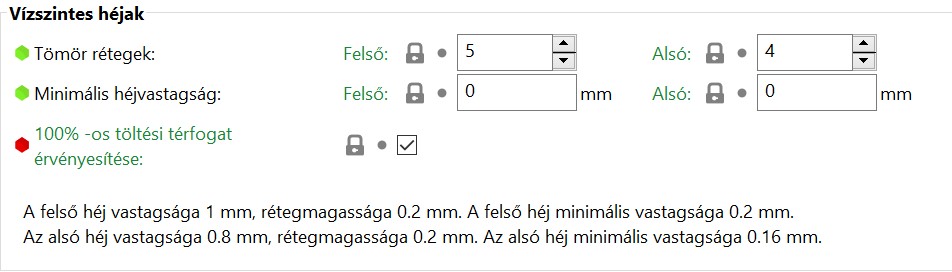 Vízszintes héjak
Tömör rétegek: Felső: 5 Alsó: 4
Minimális héjvastagság: Felső: 0 mm Alsó: 0 mm
100% -os töltési térfogat
érvényesítése:
A felső héj vastagsága 1 mm, rétegmagassága 0.2 mm. A felső héj minimális vastagsága 0.2 mm.
Az alsó héj vastagsága 0.8 mm, rétegmagassága 0.2 mm. Az alsó héj minimális vastagsága 0.16 mm.